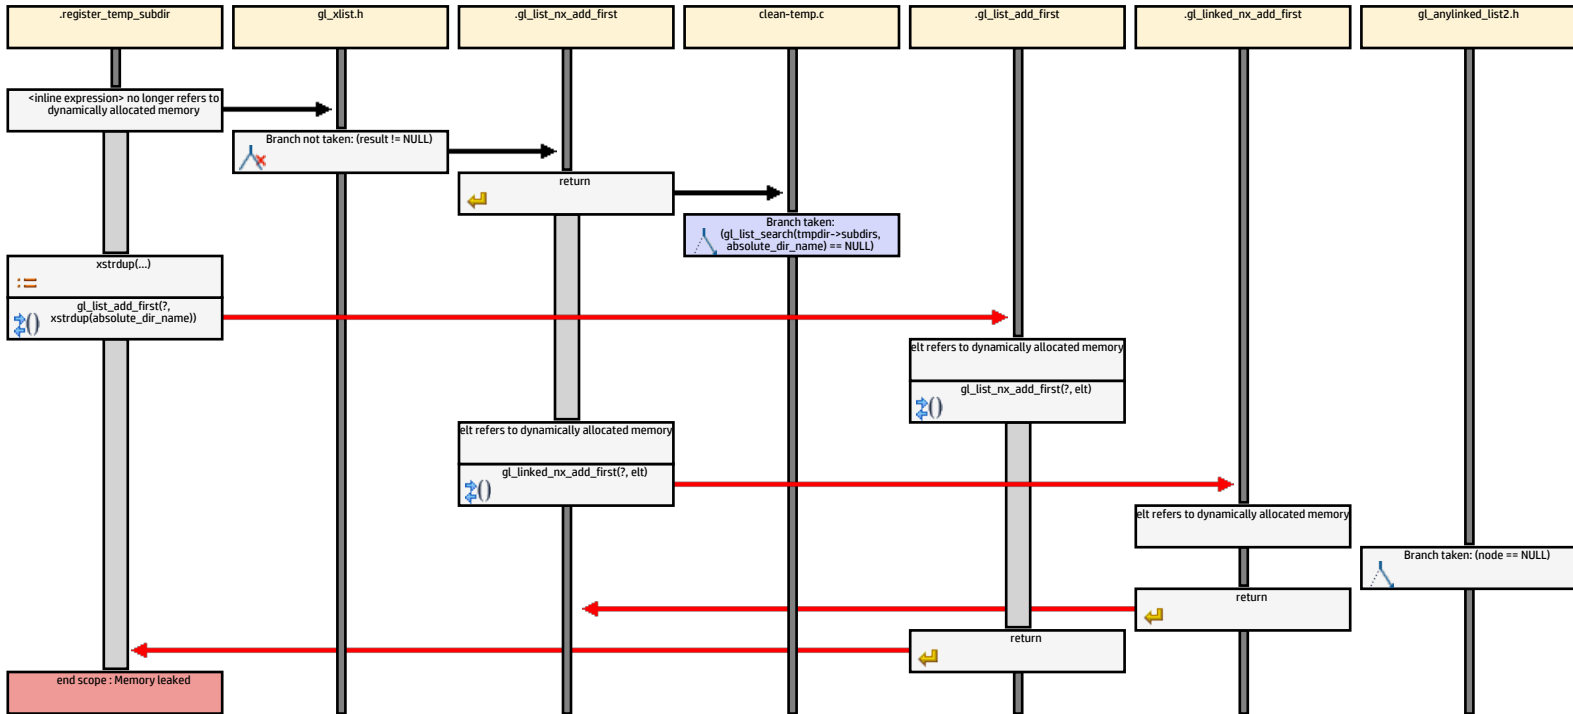 .register_temp_subdir
gl_xlist.h
.gl_list_nx_add_first
clean-temp.c
.gl_list_add_first
.gl_linked_nx_add_first
gl_anylinked_list2.h
<inline expression> no longer refers to
dynamically allocated memory
Branch not taken: (result != NULL)
return
Branch taken:
(gl_list_search(tmpdir->subdirs,
absolute_dir_name) == NULL)
xstrdup(...)
:=
gl_list_add_first(?,
xstrdup(absolute_dir_name))
()
elt refers to dynamically allocated memory
gl_list_nx_add_first(?, elt)
()
elt refers to dynamically allocated memory
gl_linked_nx_add_first(?, elt)
()
elt refers to dynamically allocated memory
Branch taken: (node == NULL)
return
return
end scope : Memory leaked